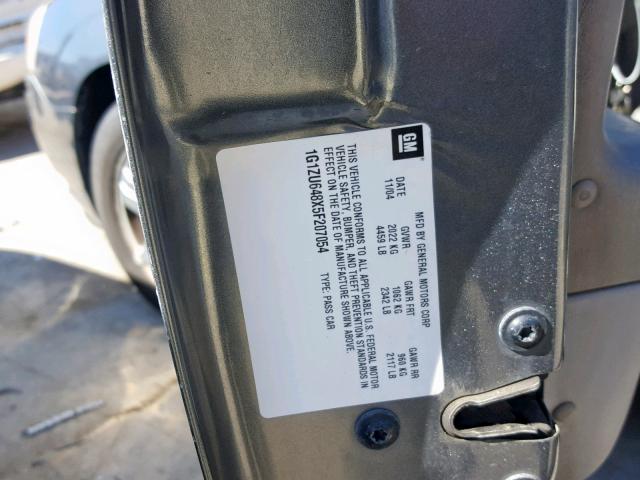 GM
MFD BY GENERAL MOTORS CORP
DATE GVWR GAWR FRT GAWR RR
11/04 2022 KG 1062 KG 960 KG
4459 LB 2342 LB 2117 LB
THIS VEHICLE CONFORMS TO ALL APPLICABLE U.S. FEDERAL MOTOR
VEHICLE SAFETY, BUMPER, AND THEFT PREVENTION STANDARDS IN
EFFECT ON THE DATE OF MANUFACTURE SHOWN ABOVE.
1G1ZU648X5F207054 TYPE: PASS CAR